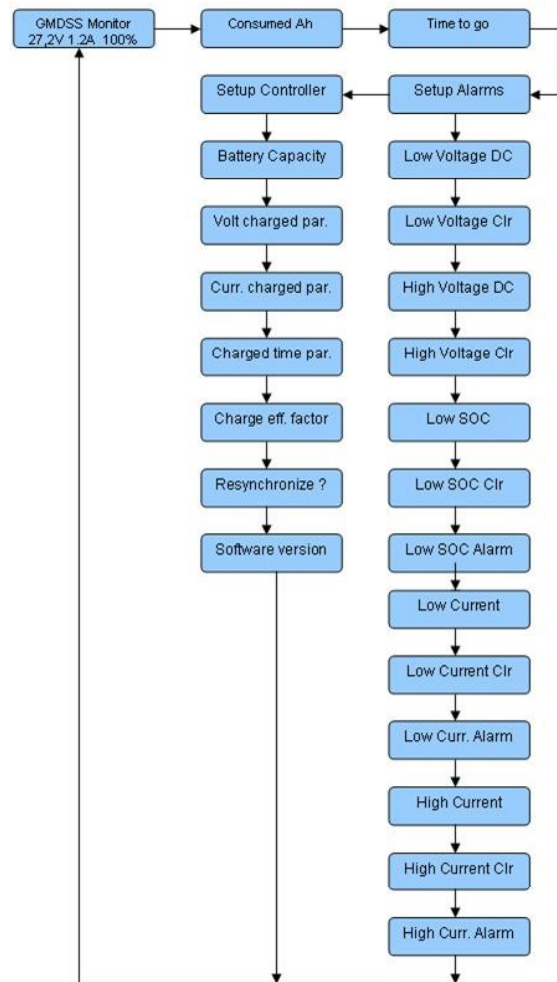 GMDSS Monitor
27,2V 1.2A 100%
Consumed Ah
Time to go
Setup Controller
Setup Alarms
Battery Capacity
Low Voltage DC
Volt charged par.
Low Voltage Clr
Curr. charged par.
High Voltage DC
Charged time par.
High Voltage Clr
Charge eff. factor
Low SOC
Resynchronize ?
Low SOC Clr
Software version
Low SOC Alarm
Low Current
Low Current Clr
Low Curr. Alarm
High Current
High Current Clr
High Curr. Alarm